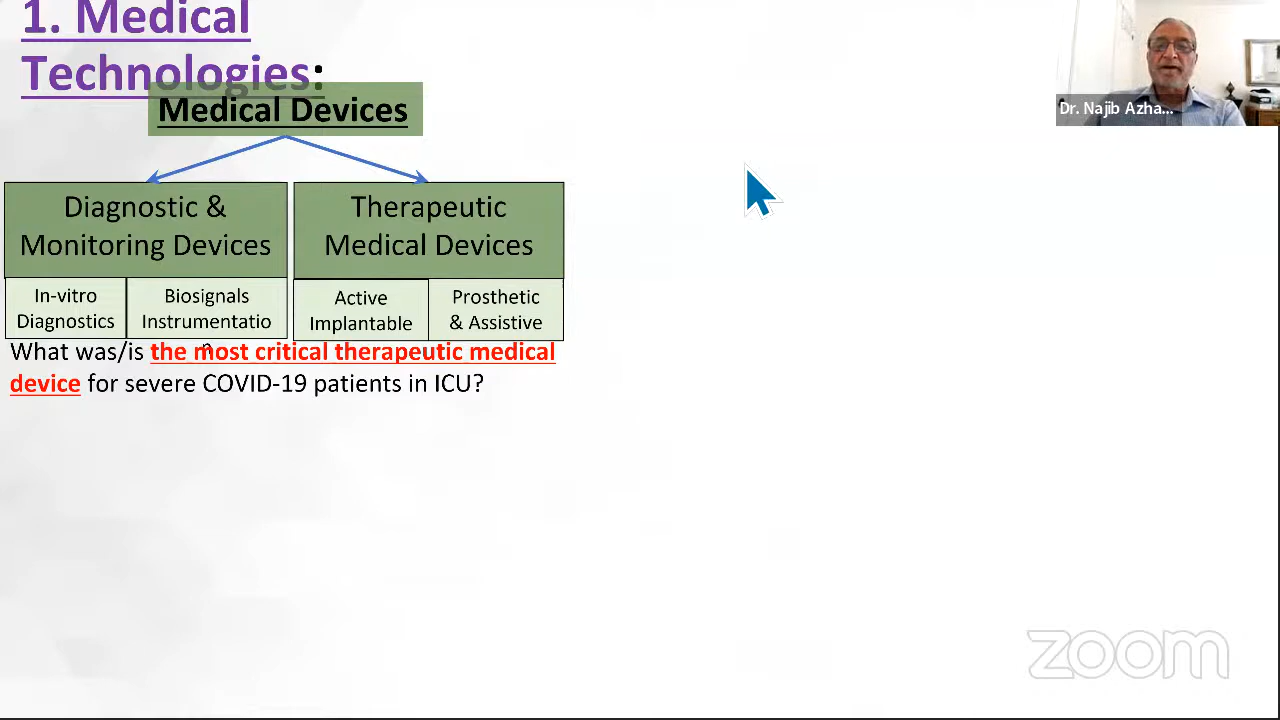 1. Medical
Technologies:
Medical Devices
Dr. Najib Azha...
Diagnostic &
Monitoring Devices
Therapeutic
Medical Devices
In-vitro
Diagnostics
Biosignals
Instrumentatio
n
Active
Implantable
Prosthetic
& Assistive
What was/is the most critical therapeutic medical
device for severe COVID-19 patients in ICU?
zoom